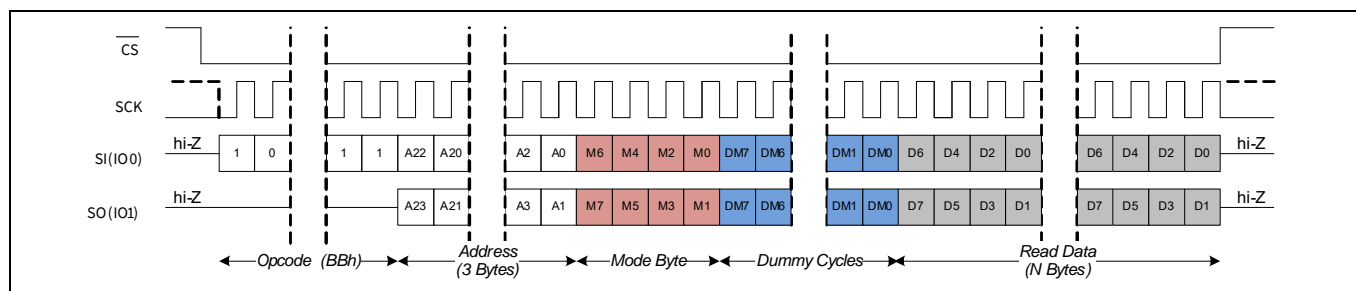 CS
SCK
hi-Z SI(IO0) 1 0 1 1 A22 A20 A2 A0 M6 M4 M2 M0 DM7 DM6 DM1 DM0 D6 D4 D2 D0 D6 D4 D2 D0 hi-Z
hi-Z SO(IO1) A23 A21 A3 A1 M7 M5 M3 M1 DM7 DM6 DM1 DM0 D7 D5 D3 D1 D7 D5 D3 D1 hi-Z
Opcode (BBh) Address Mode Byte Dummy Cycles Read Data
(3 Bytes) (N Bytes)